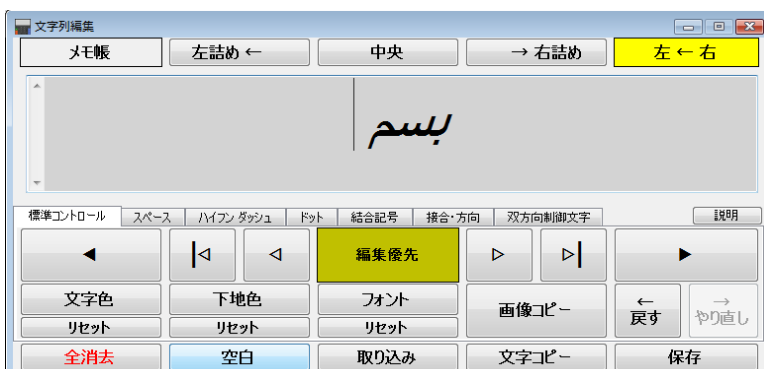 文字列編集
メモ帳 左詰め ← 中央 → 右詰め 左 ← 右
بسم
標準コントロール スペース ハイフン ダッシュ ドット 結合記号 接合・方向 双方向制御文字 説明
◀ |◁ ◁ 編集優先 ▷ ▷| ▶
文字色 下地色 フォント 画像コピー ← 戻す → やり直し
リセット リセット リセット
全消去 空白 取り込み 文字コピー 保存